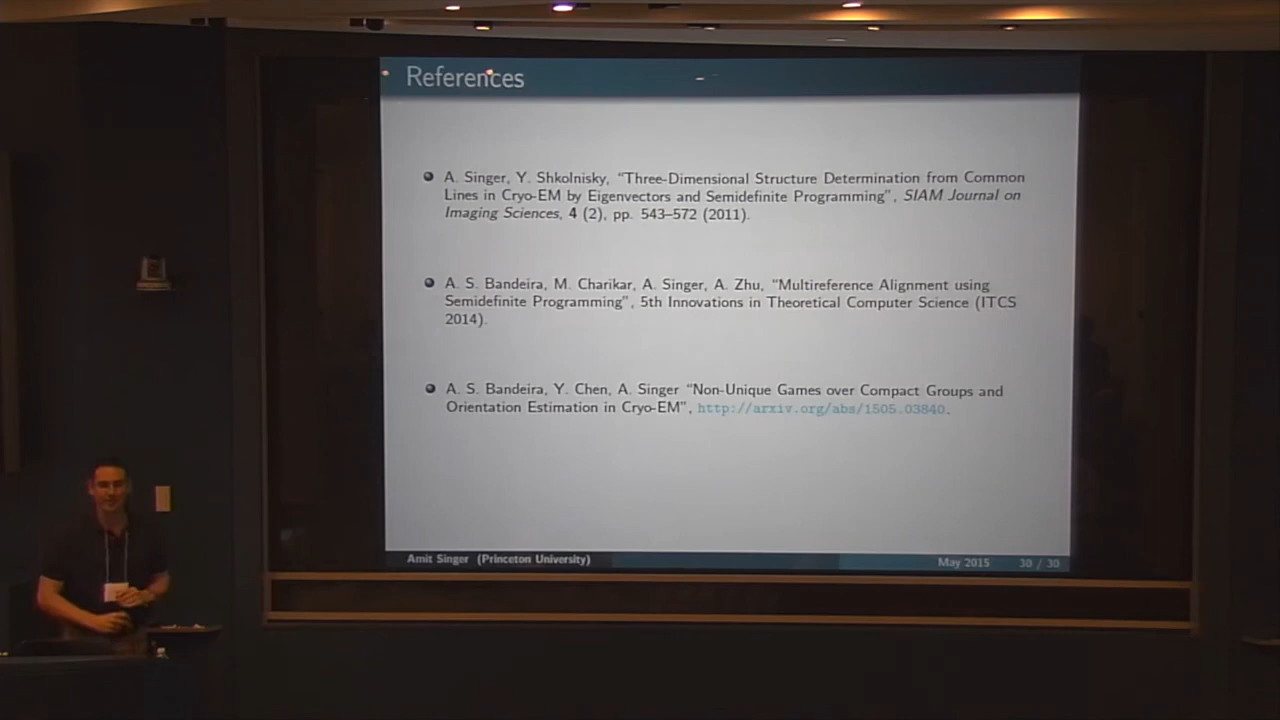 References
A. Singer, Y. Shkolnisky, “Three-Dimensional Structure Determination from Common
Lines in Cryo-EM by Eigenvectors and Semidefinite Programming”, SIAM Journal on
Imaging Sciences, 4 (2), pp. 543–572 (2011).
A. S. Bandeira, M. Charikar, A. Singer, A. Zhu, “Multireference Alignment using
Semidefinite Programming”, 5th Innovations in Theoretical Computer Science (ITCS
2014).
A. S. Bandeira, Y. Chen, A. Singer “Non-Unique Games over Compact Groups and
Orientation Estimation in Cryo-EM”, http://arxiv.org/abs/1505.03840.
Amit Singer (Princeton University) May 2015 30 / 30